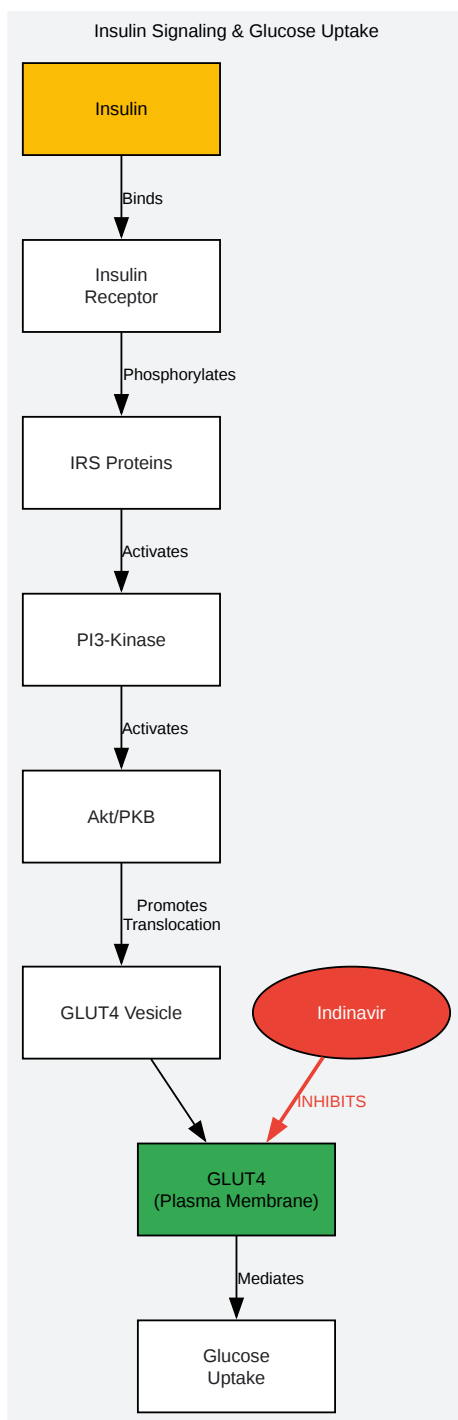 Insulin Signaling & Glucose Uptake
Insulin
Binds
Insulin
Receptor
Phosphorylates
IRS Proteins
Activates
PI3-Kinase
Activates
Akt/PKB
Promotes
Translocation
GLUT4 Vesicle
Indinavir
INHIBITS
GLUT4
(Plasma Membrane)
Mediates
Glucose
Uptake